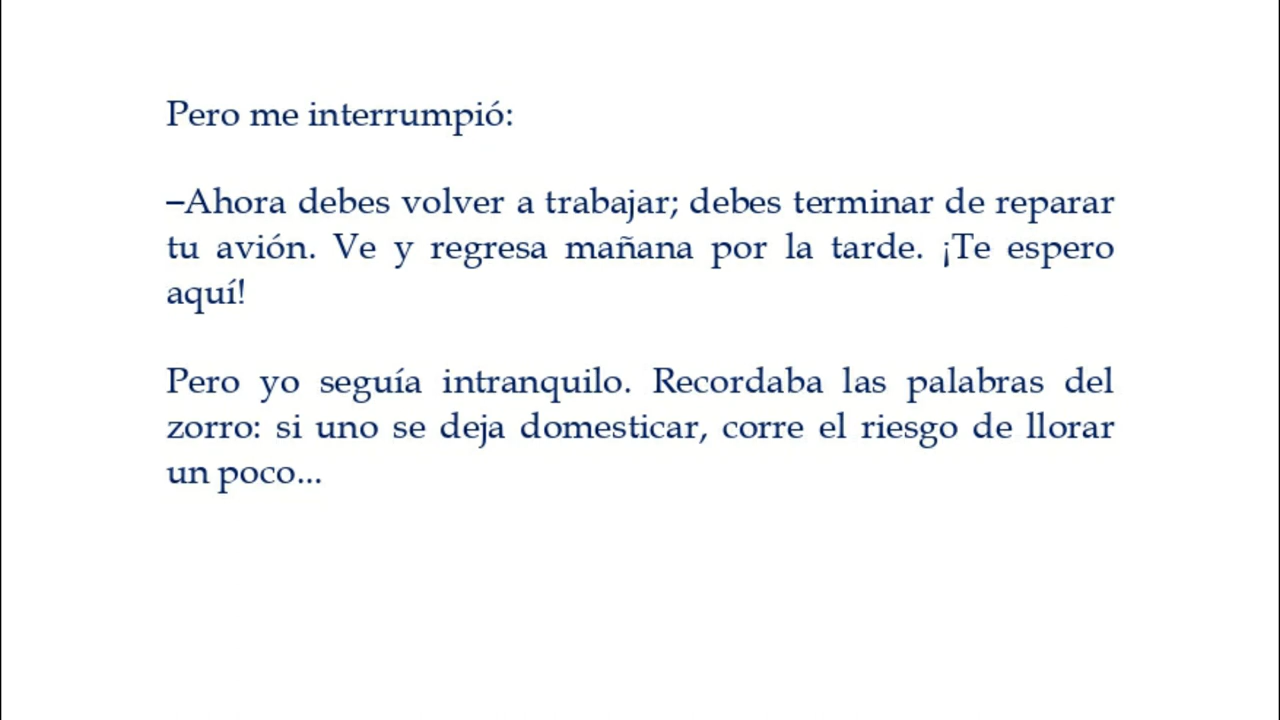 Pero me interrumpió:
–Ahora debes volver a trabajar; debes terminar de reparar
tu avión. Ve y regresa mañana por la tarde. ¡Te espero
aquí!
Pero yo seguía intranquilo. Recordaba las palabras del
zorro: si uno se deja domesticar, corre el riesgo de llorar
un poco...